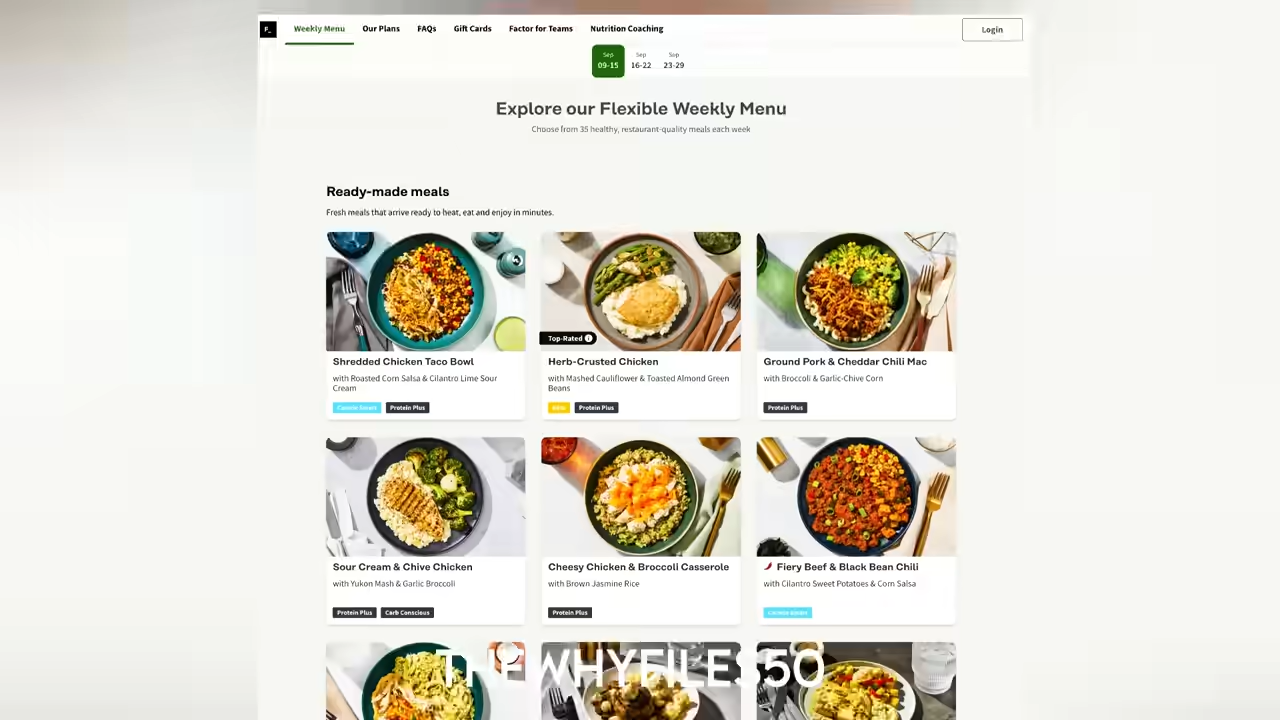 F_
Weekly Menu Our Plans FAQs Gift Cards Factor for Teams Nutrition Coaching Login
Sep Sep Sep
09-15 16-22 23-29
Explore our Flexible Weekly Menu
Choose from 35 healthy, restaurant-quality meals each week
Ready-made meals
Fresh meals that arrive ready to heat, eat and enjoy in minutes.
Top-Rated
Shredded Chicken Taco Bowl
with Roasted Corn Salsa & Cilantro Lime Sour
Cream
Calorie Smart Protein Plus
Herb-Crusted Chicken
with Mashed Cauliflower & Toasted Almond Green
Beans
Protein Plus
Ground Pork & Cheddar Chili Mac
with Broccoli & Garlic-Chive Corn
Protein Plus
Sour Cream & Chive Chicken
with Yukon Mash & Garlic Broccoli
Protein Plus Carb Conscious
Cheesy Chicken & Broccoli Casserole
with Brown Jasmine Rice
Protein Plus
Fiery Beef & Black Bean Chili
with Cilantro Sweet Potatoes & Corn Salsa
Calorie Smart
THEWHYFILES50